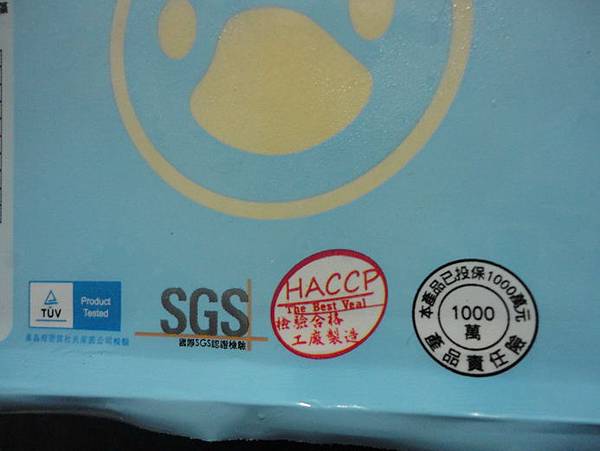 TÜV
Product
Tested
SGS
國際SGS認證檢驗
HACCP
The Best Veal
檢驗合格
工廠製造
本產品已投保1000萬元
1000
萬
產品責任險